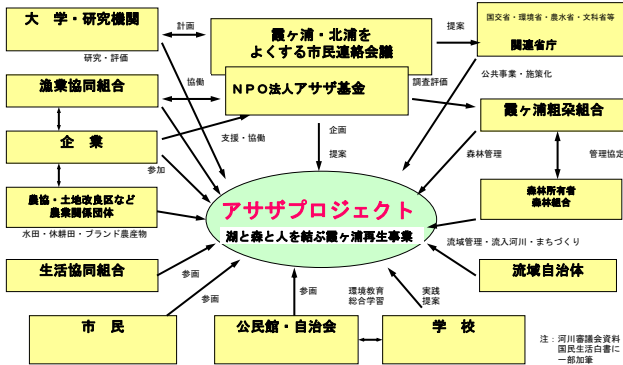 大　学・研究機関
計画
霞ヶ浦・北浦を
よくする市民連絡会議
提案
国交省・環境省・農水省・文科省等
関連省庁
研究・評価
公共事業・施策化
漁業協同組合
協働
ＮＰＯ法人アサザ基金
調査評価
霞ヶ浦粗朶組合
企　業
支援・協働
企画
提案
森林管理
管理協定
参加
農協・土地改良区など
農業関係団体
水田・休耕田・ブランド農産物
アサザプロジェクト
湖と森と人を結ぶ霞ヶ浦再生事業
森林所有者
森林組合
流域管理・流入河川・まちづくり
生活協同組合
参画
流域自治体
参画
参画
環境教育
総合学習
実践
提案
市　民
公民館・自治会
学　校
注：河川審議会資料
国民生活白書に
一部加筆